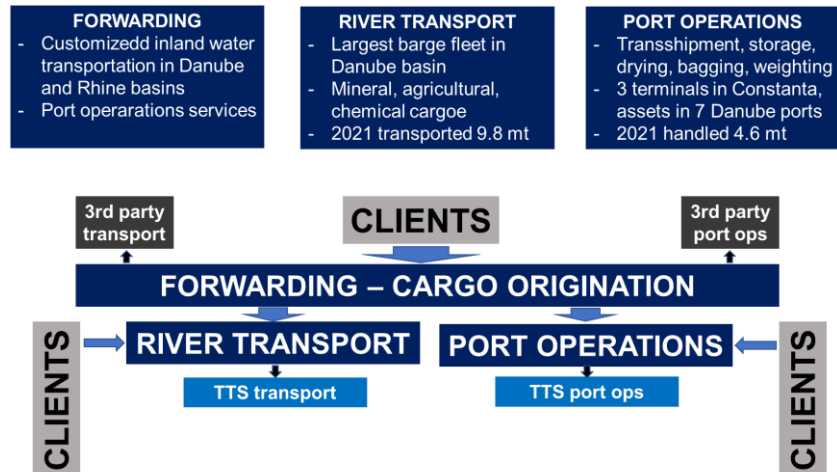 FORWARDING
- Customizedd inland water
transportation in Danube
and Rhine basins
- Port operarations services
RIVER TRANSPORT
- Largest barge fleet in
Danube basin
- Mineral, agricultural,
chemical cargoe
- 2021 transported 9.8 mt
PORT OPERATIONS
- Transshipment, storage,
drying, bagging, weighting
- 3 terminals in Constanta,
assets in 7 Danube ports
- 2021 handled 4.6 mt
3rd party
transport
CLIENTS
3rd party
port ops
FORWARDING – CARGO ORIGINATION
CLIENTS
RIVER TRANSPORT
PORT OPERATIONS
CLIENTS
TTS transport
TTS port ops